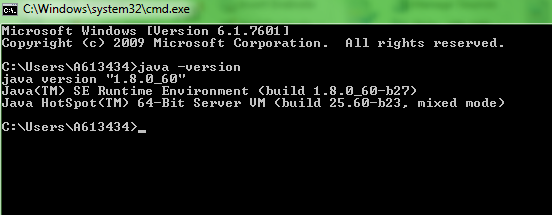 C:\Windows\system32\cmd.exe
Microsoft Windows [Version 6.1.7601]
Copyright (c) 2009 Microsoft Corporation.  All rights reserved.
C:\Users\A613434>java -version
java version "1.8.0_60"
Java(TM) SE Runtime Environment (build 1.8.0_60-b27)
Java HotSpot(TM) 64-Bit Server VM (build 25.60-b23, mixed mode)
C:\Users\A613434>_